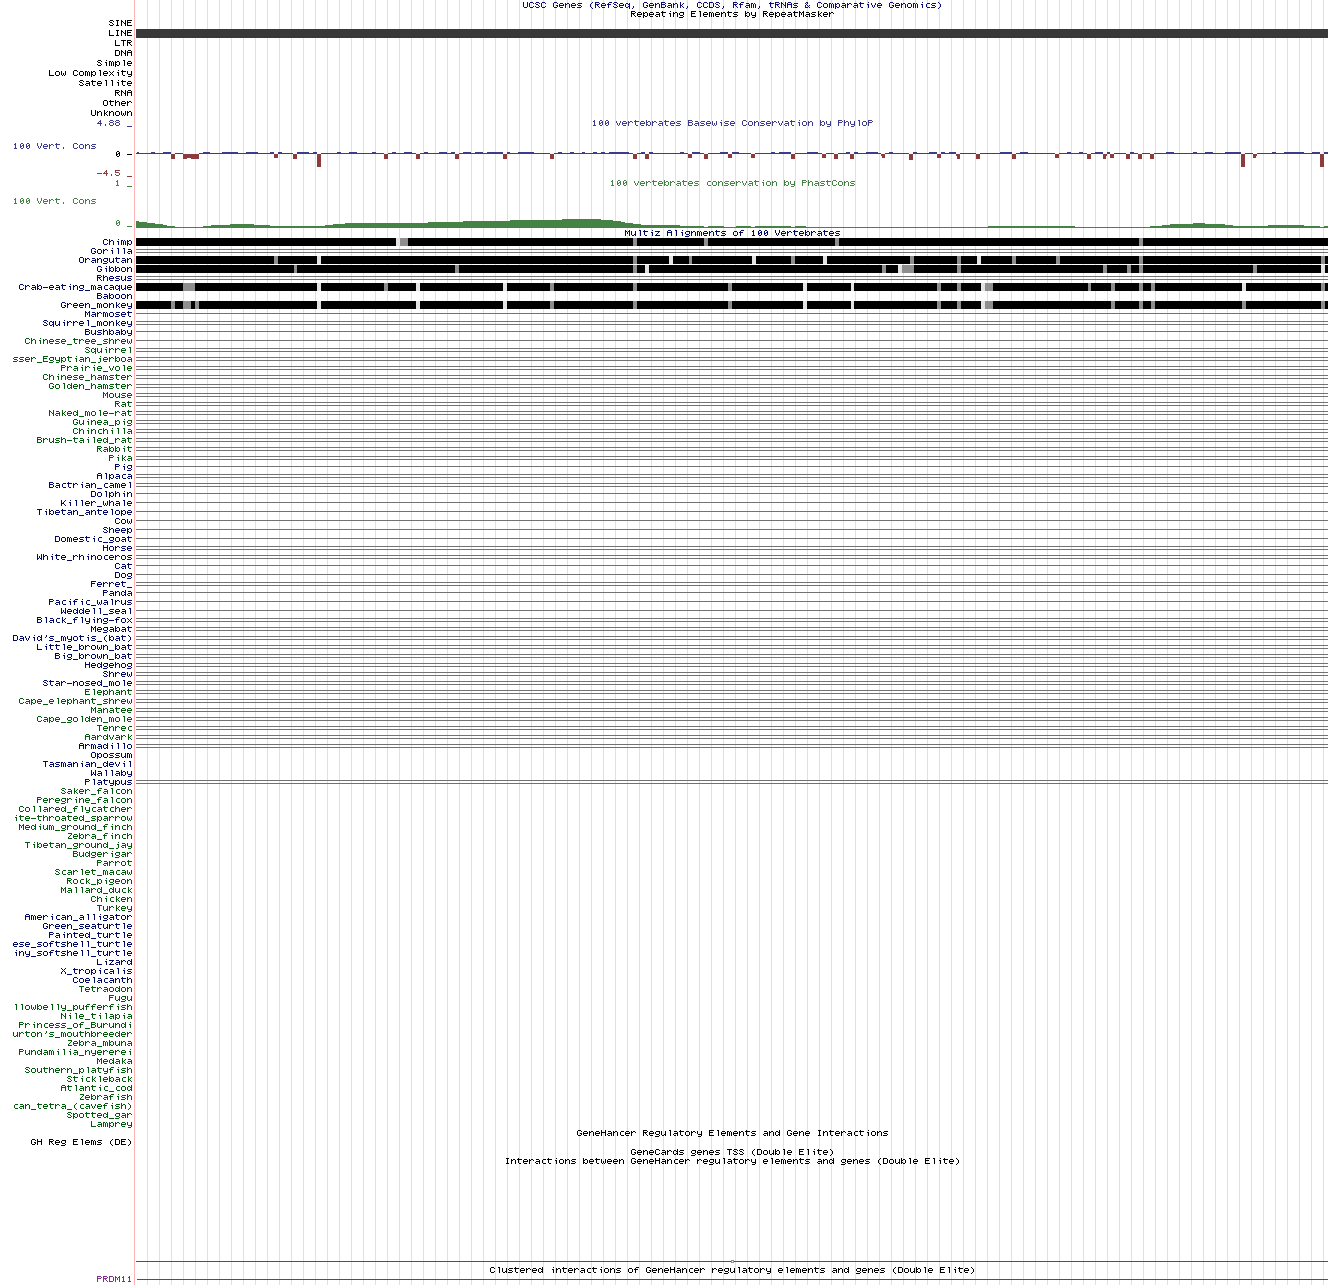 UCSC Genes (RefSeq, GenBank, CCDS, Rfam, tRNAs & Comparative Genomics)
Repeating Elements by RepeatMasker
SINE
LINE
LTR
DNA
Simple
Low Complexity
Satellite
RNA
Other
Unknown
100 vertebrates Basewise Conservation by PhyloP
4.88 _
100 Vert. Cons
0 -
-4.5 _
100 vertebrates conservation by PhastCons
1 _
100 Vert. Cons
0 _
Multiz Alignments of 100 Vertebrates
Chimp
Gorilla
Orangutan
Gibbon
Rhesus
Crab-eating_macaque
Baboon
Green_monkey
Marmoset
Squirrel_monkey
Bushbaby
Chinese_tree_shrew
Squirrel
sser_Egyptian_jerboa
Prairie_vole
Chinese_hamster
Golden_hamster
Mouse
Rat
Naked_mole-rat
Guinea_pig
Chinchilla
Brush-tailed_rat
Rabbit
Pika
Pig
Alpaca
Bactrian_camel
Dolphin
Killer_whale
Tibetan_antelope
Cow
Sheep
Domestic_goat
Horse
White_rhinoceros
Cat
Dog
Ferret_
Panda
Pacific_walrus
Weddell_seal
Black_flying-fox
Megabat
David's_myotis_(bat)
Little_brown_bat
Big_brown_bat
Hedgehog
Shrew
Star-nosed_mole
Elephant
Cape_elephant_shrew
Manatee
Cape_golden_mole
Tenrec
Aardvark
Armadillo
Opossum
Tasmanian_devil
Wallaby
Platypus
Saker_falcon
Peregrine_falcon
Collared_flycatcher
ite-throated_sparrow
Medium_ground_finch
Zebra_finch
Tibetan_ground_jay
Budgerigar
Parrot
Scarlet_macaw
Rock_pigeon
Mallard_duck
Chicken
Turkey
American_alligator
Green_seaturtle
Painted_turtle
ese_softshell_turtle
iny_softshell_turtle
Lizard
X_tropicalis
Coelacanth
Tetraodon
Fugu
llowbelly_pufferfish
Nile_tilapia
Princess_of_Burundi
urton's_mouthbreeder
Zebra_mbuna
Pundamilia_nyererei
Medaka
Southern_platyfish
Stickleback
Atlantic_cod
Zebrafish
can_tetra_(cavefish)
Spotted_gar
Lamprey
GeneHancer Regulatory Elements and Gene Interactions
GH Reg Elems (DE)
GeneCards genes TSS (Double Elite)
Interactions between GeneHancer regulatory elements and genes (Double Elite)
Clustered interactions of GeneHancer regulatory elements and genes (Double Elite)
PRDM11